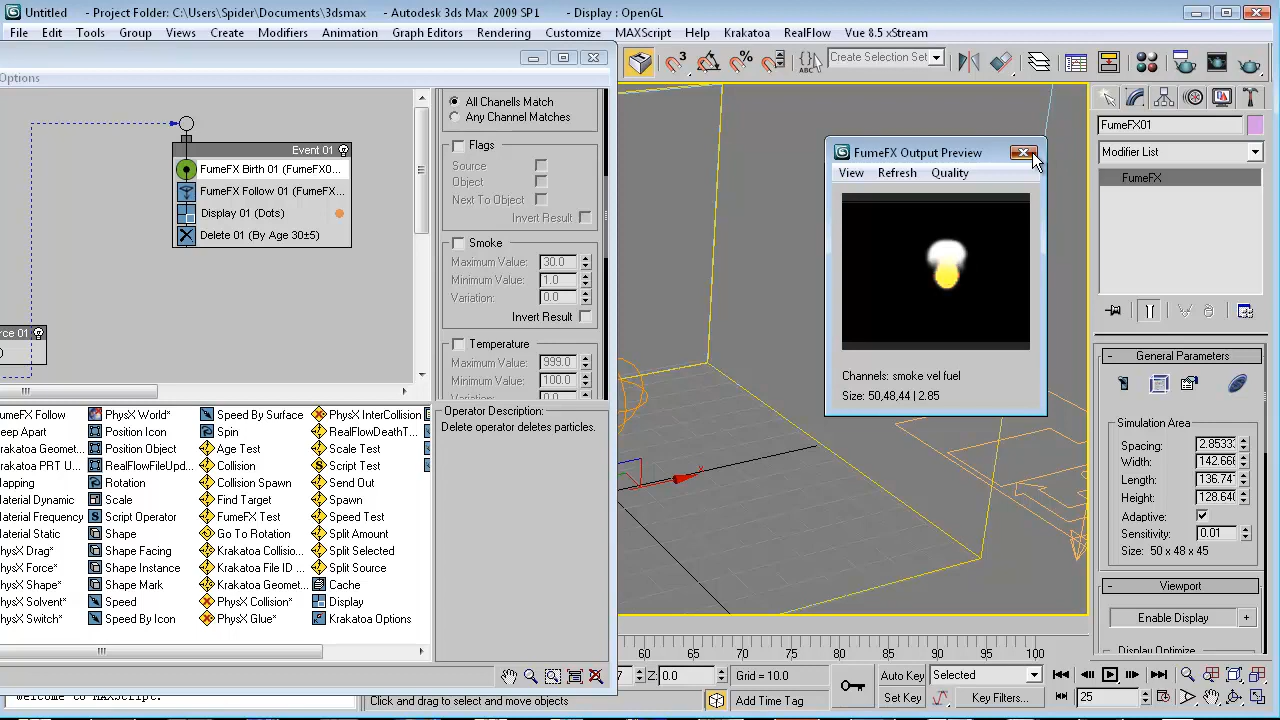 Untitled - Project Folder: C:\Users\Spider\Documents\3dsmax - Autodesk 3ds Max 2009 SP1 - Display : OpenGL
File Edit Tools Group Views Create Modifiers Animation Graph Editors Rendering Customize MAXScript Help Krakatoa RealFlow Vue 8.5 xStream
3 % ABC Create Selection Set
Options
Event 01
FumeFX Birth 01 (FumeFX0...
FumeFX Follow 01 (FumeFX...
Display 01 (Dots)
Delete 01 (By Age 30±5)
rce 01
All Chanells Match
Any Channel Matches
Flags
Source
Object
Next To Object
Invert Result
Smoke
Maximum Value: 30.0
Minimum Value: 1.0
Variation: 0.0
Invert Result
Temperature
Maximum Value: 999.0
Minimum Value: 100.0
Operator Description:
Delete operator deletes particles.
umeFX Follow PhysX World* Speed By Surface PhysX InterCollision
eep Apart Position Icon Spin RealFlowDeathT...
rakatoa Geomet... Position Object Age Test Scale Test
rakatoa PRT U... RealFlowFileUpd... Collision Script Test
apping Rotation Collision Spawn Send Out
aterial Dynamic Scale Find Target Spawn
aterial Frequency Script Operator FumeFX Test Speed Test
aterial Static Shape Go To Rotation Split Amount
hysX Drag* Shape Facing Krakatoa Collisio... Split Selected
hysX Force* Shape Instance Krakatoa File ID ... Split Source
hysX Shape* Shape Mark Krakatoa Geomet... Cache
hysX Solvent* Speed PhysX Collision* Display
hysX Switch* Speed By Icon PhysX Glue* Krakatoa Options
FumeFX Output Preview
View Refresh Quality
Channels: smoke vel fuel
Size: 50,48,44 | 2.85
x
FumeFX01
Modifier List
FumeFX
- General Parameters
Simulation Area
Spacing: 2.8533
Width: 142.66
Length: 136.74
Height: 128.64
Adaptive:
Sensitivity: 0.01
Size: 50 x 48 x 45
- Viewport
Enable Display +
Display Optimize
60 65 70 75 80 85 90 95 100
7 Z: 0.0 Grid = 10.0 Auto Key Selected
Welcome to MAXScript. Click and drag to select and move objects Add Time Tag Set Key Key Filters... 25